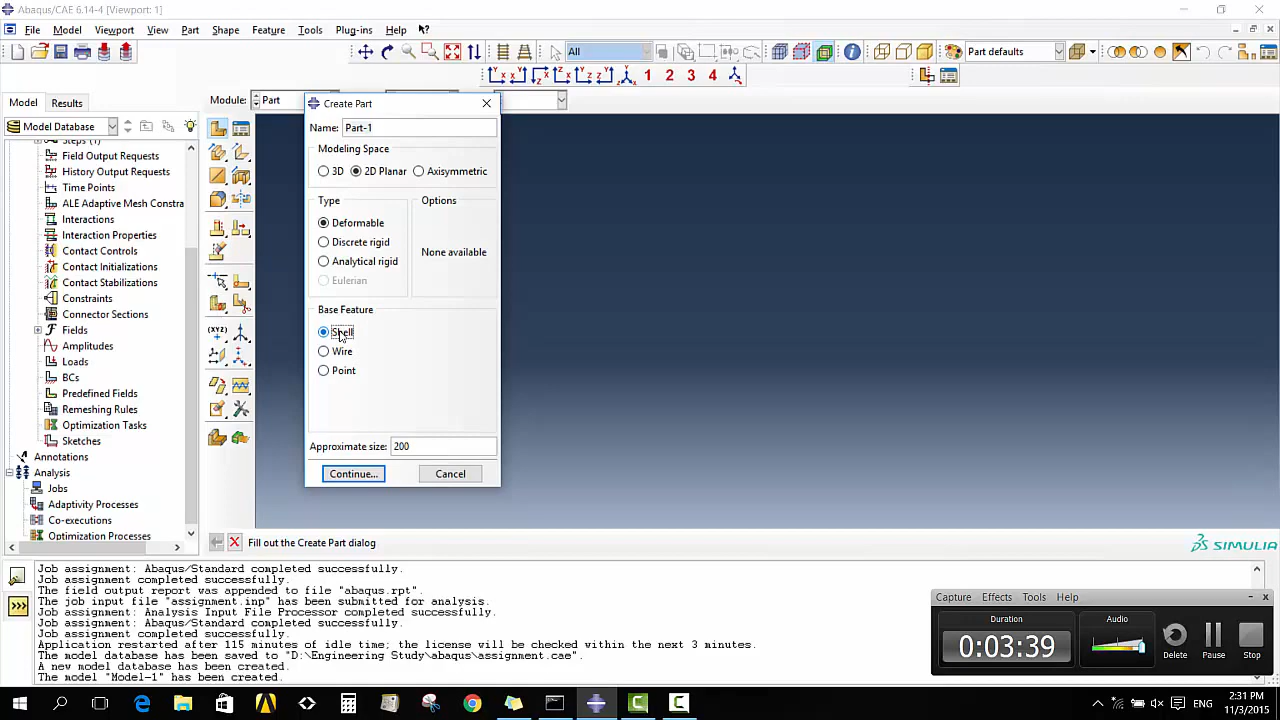 Abaqus/CAE 6.14-4 [Viewport: 1]
File Model Viewport View Part Shape Feature Tools Plug-ins Help
All
Part defaults
1 2 3 4
Model Results
Module: Part
Model Database
Create Part
Name: Part-1
Modeling Space
3D 2D Planar Axisymmetric
Type Options
Deformable
Discrete rigid
Analytical rigid
Eulerian
None available
Base Feature
Shell
Wire
Point
Approximate size: 200
Continue... Cancel
Steps (1)
Field Output Requests
History Output Requests
Time Points
ALE Adaptive Mesh Constra
Interactions
Interaction Properties
Contact Controls
Contact Initializations
Contact Stabilizations
Constraints
Connector Sections
Fields
Amplitudes
Loads
BCs
Predefined Fields
Remeshing Rules
Optimization Tasks
Sketches
Annotations
Analysis
Jobs
Adaptivity Processes
Co-executions
Optimization Processes
(XYZ)
Fill out the Create Part dialog
SIMULIA
Job assignment: Abaqus/Standard completed successfully.
Job assignment completed successfully.
The field output report was appended to file "abaqus.rpt".
The job input file "assignment.inp" has been submitted for analysis.
Job assignment: Analysis Input File Processor completed successfully.
Job assignment: Abaqus/Standard completed successfully.
Job assignment completed successfully.
Application restarted after 115 minutes of idle time; the license will be checked within the next 3 minutes.
The model database has been saved to "D:\Engineering Study\abaqus\assignment.cae".
A new model database has been created.
The model "Model-1" has been created.
>>>
Capture Effects Tools Help
Duration
0:03:39
Audio
Delete Pause Stop
ENG
2:31 PM
11/3/2015